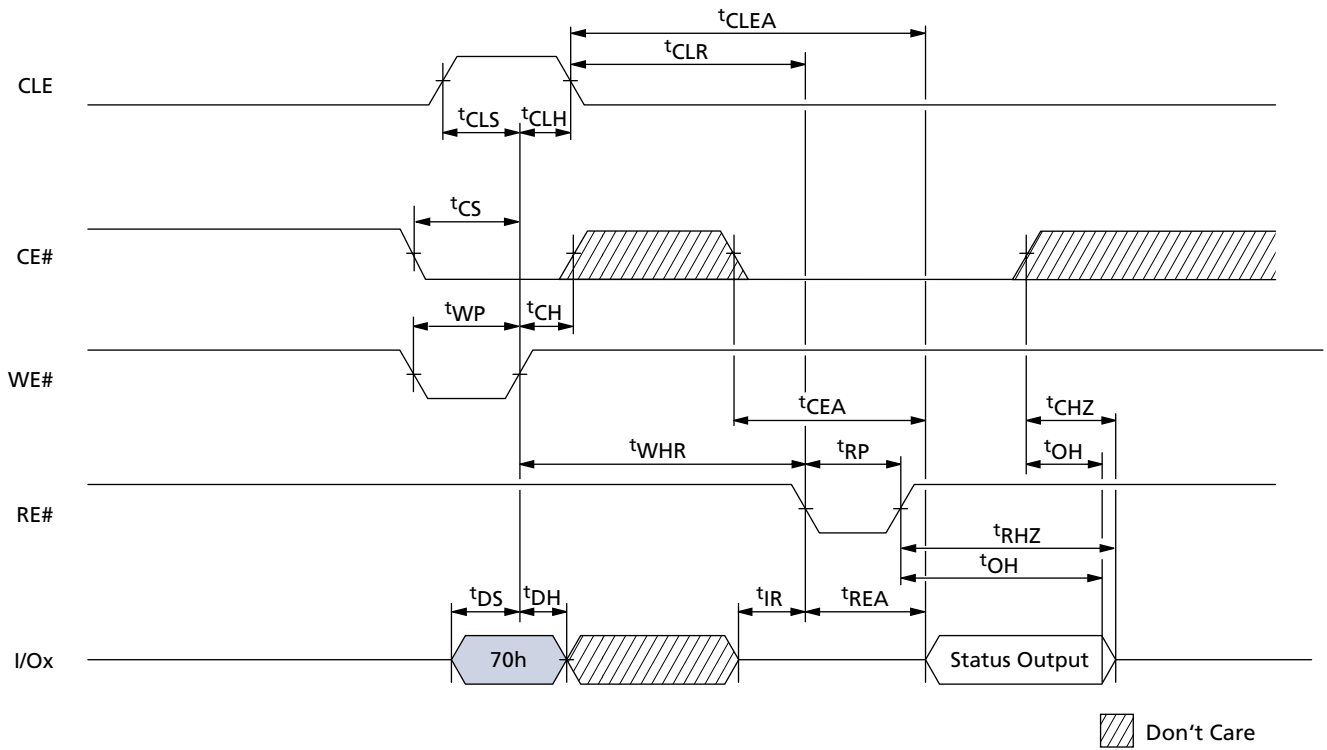 tCLEA
tCLR
CLE
tCLS tCLH
tCS
CE#
tWP tCH
WE#
tCEA tCHZ
tWHR tRP tOH
RE#
tRHZ
tOH
tDS tDH tIR tREA
I/Ox 70h Status Output
Don't Care